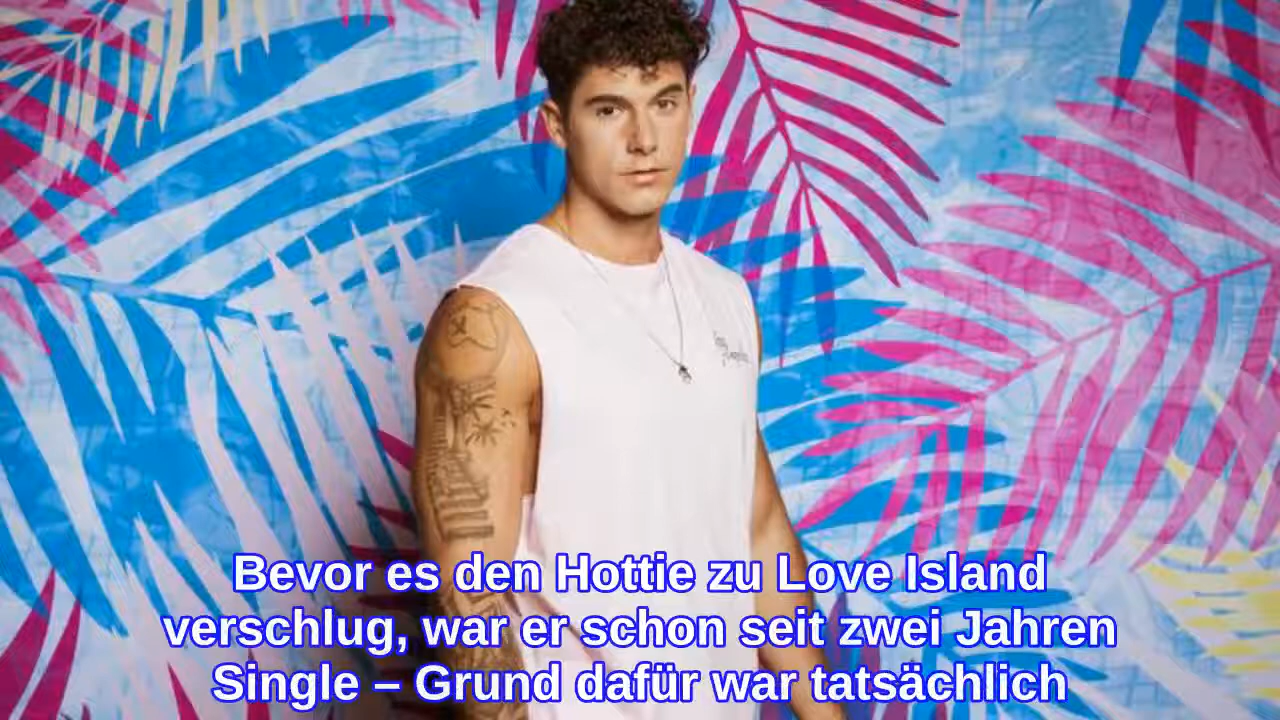 Bevor es den Hottie zu Love Island
verschlug, war er schon seit zwei Jahren
Single – Grund dafür war tatsächlich